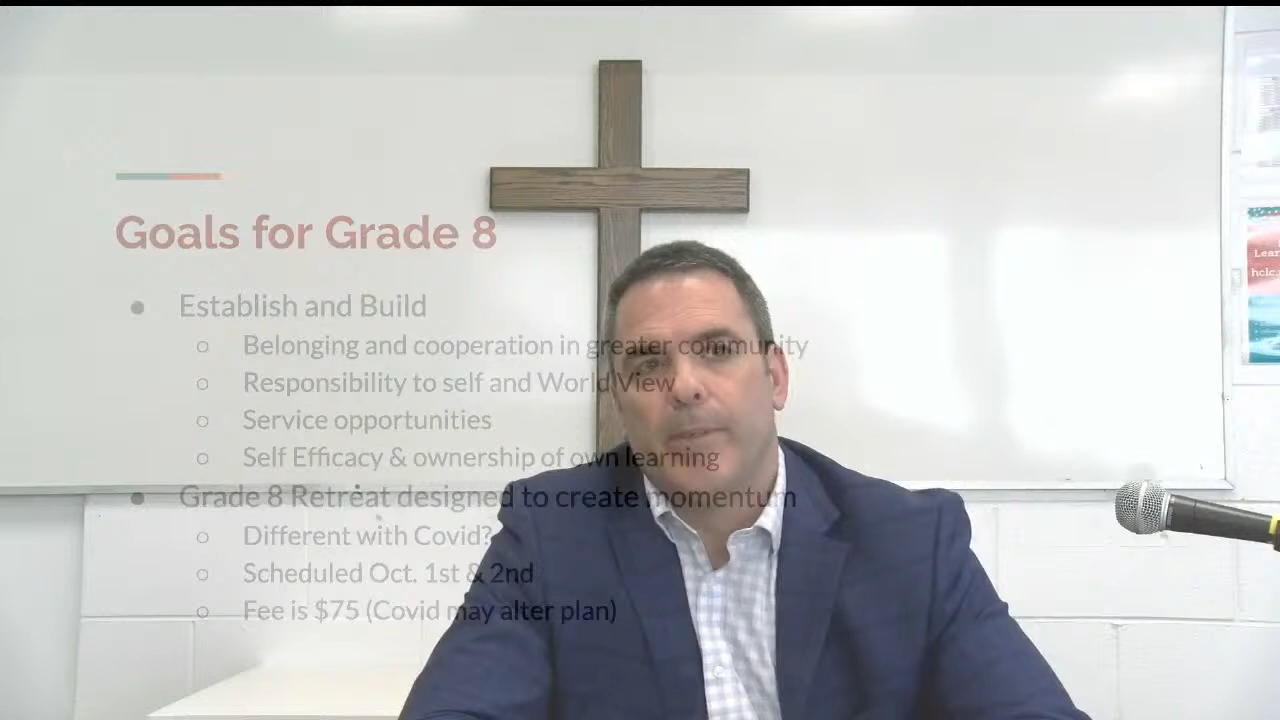 Goals for Grade 8
● Establish and Build
○ Belonging and cooperation in greater community
○ Responsibility to self and World View
○ Service opportunities
○ Self Efficacy & ownership of own learning
● Grade 8 Retreat designed to create momentum
○ Different with Covid?
○ Scheduled Oct. 1st & 2nd
○ Fee is $75 (Covid may alter plan)